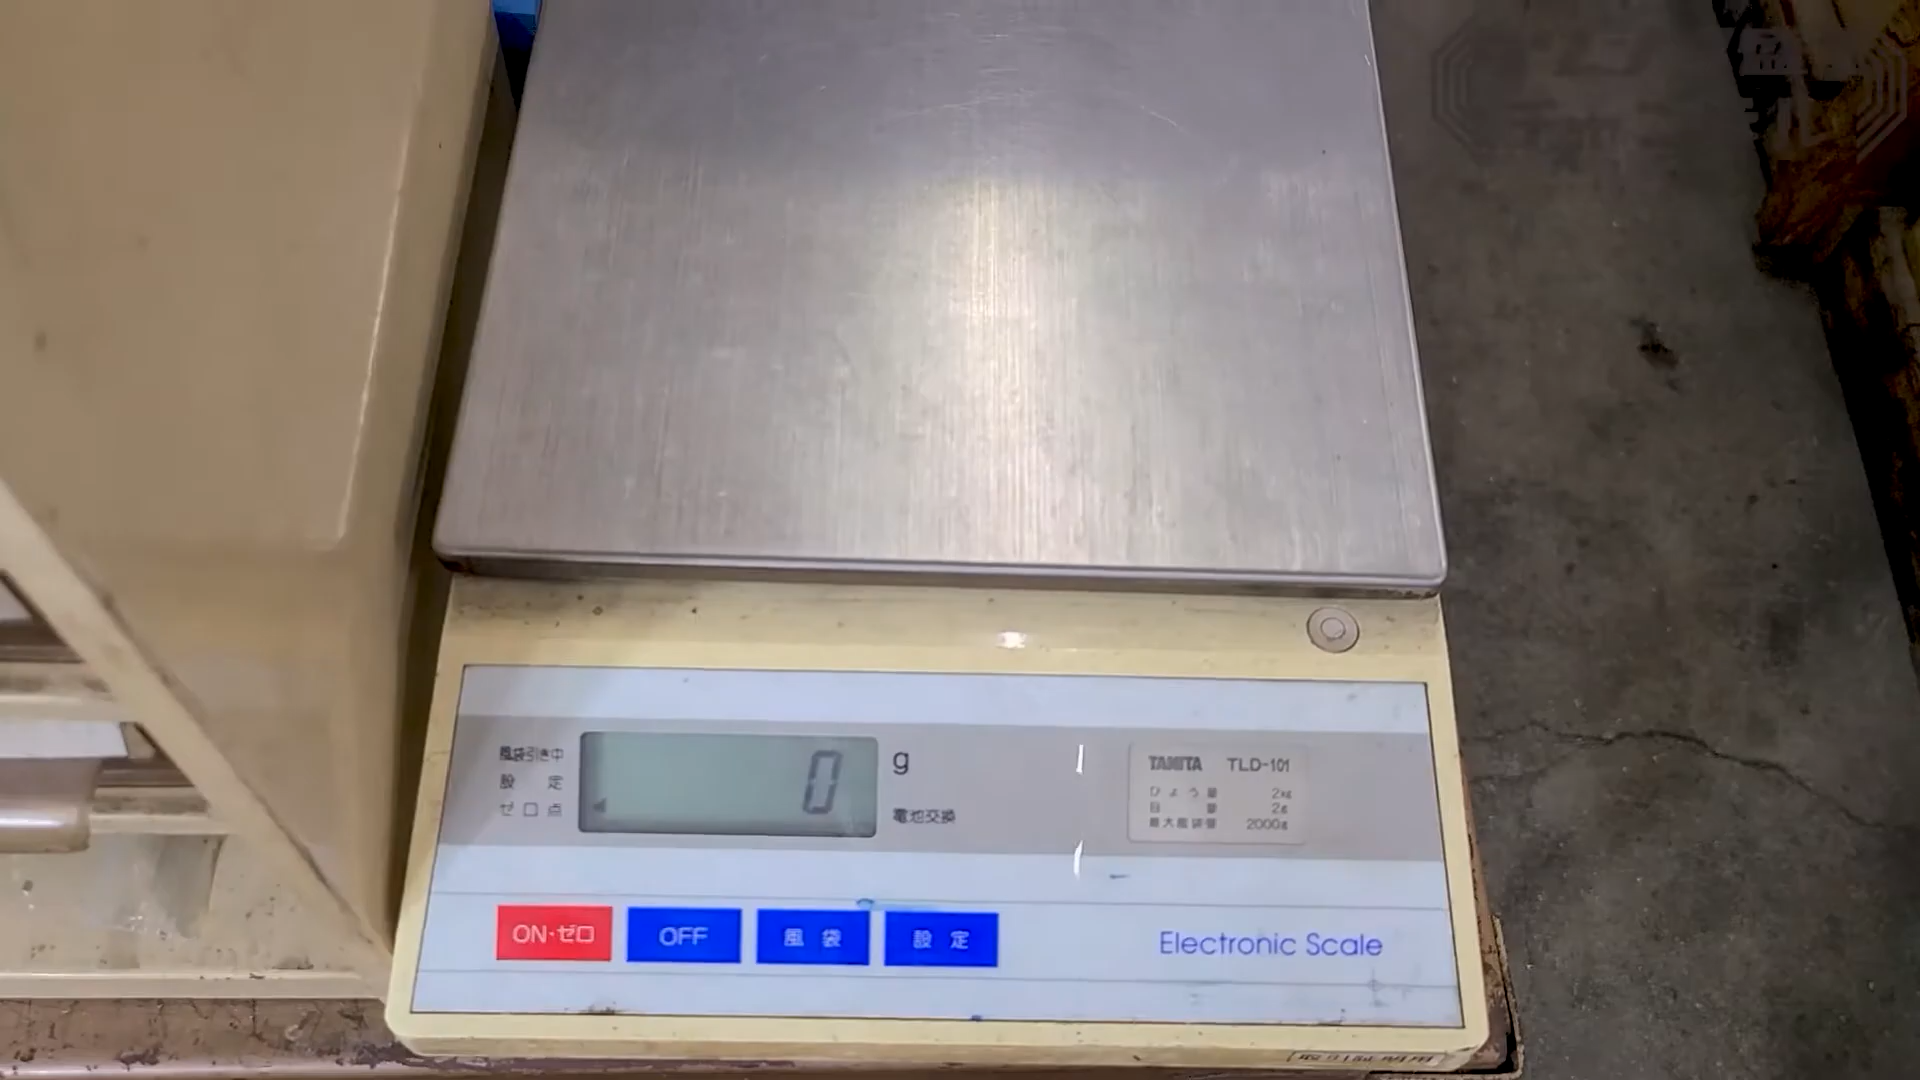 風袋引き中
設定
ゼロ点
0
g
電池交換
TANITA TLD-101
ひょう量 2kg
目量 2g
最大風袋量 2000g
ON・ゼロ
OFF
風袋
設定
Electronic Scale